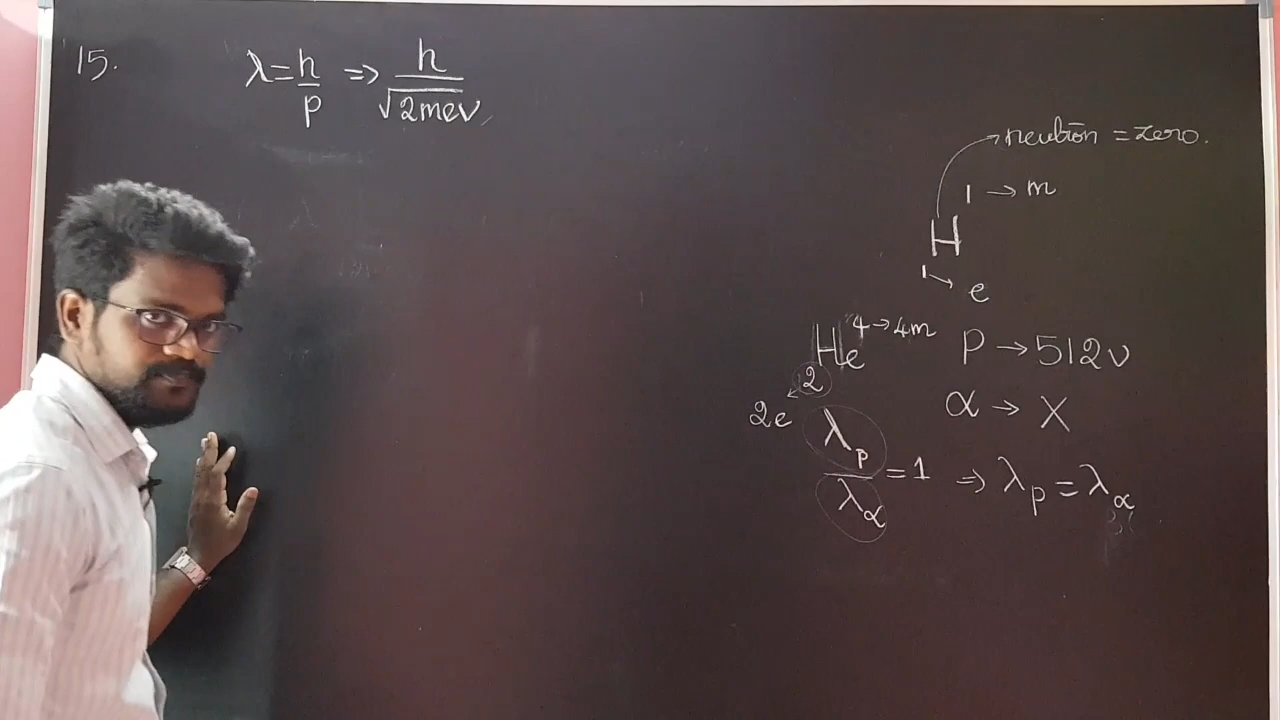 15.
λ = h/p => h/√2mev
neutron = zero.
1 → m
H
1 → e
He 4 → 4m
2
2e
P → 512v
α → X
λp/λα = 1 => λp = λα